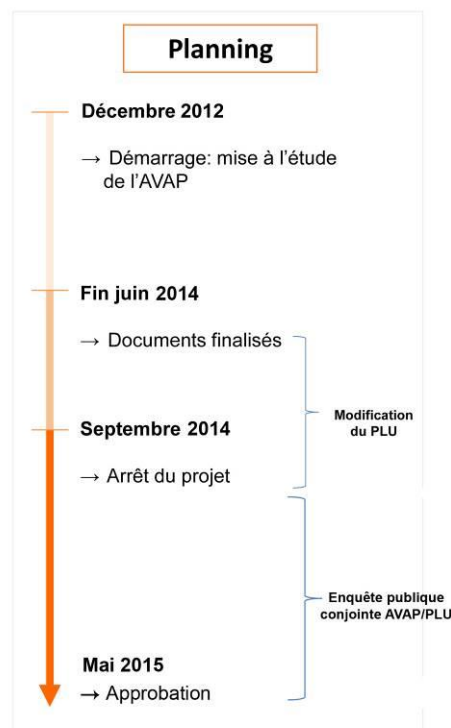 Planning
Décembre 2012
→ Démarrage: mise à l'étude
de l'AVAP
Fin juin 2014
→ Documents finalisés
Modification
du PLU
Septembre 2014
→ Arrêt du projet
Enquête publique
conjointe AVAP/PLU
Mai 2015
→ Approbation